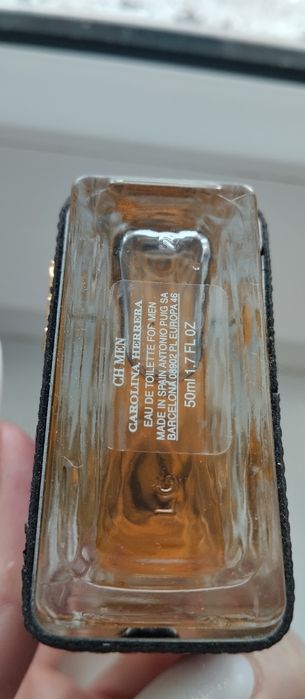 CH MEN
CAROLINA HERRERA
EAU DE TOILETTE FOR MEN
MADE IN SPAIN ANTONIO PUIG SA
BARCELONA 08902 PL.EUROPA 46
50ml 1.7 FL OZ